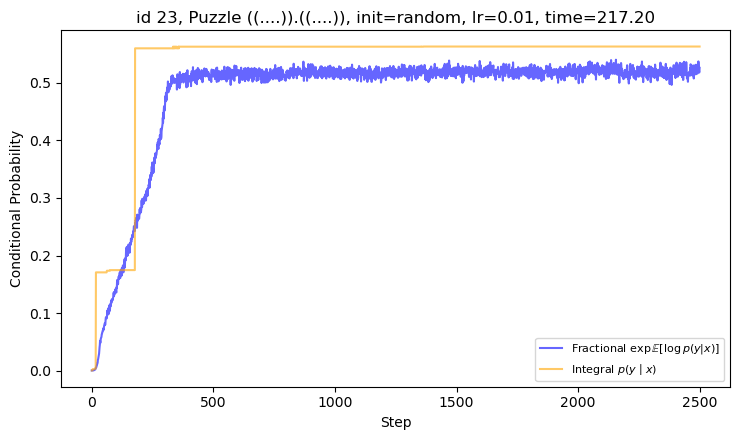 id 23, Puzzle ((....)).((....)), init=random, lr=0.01, time=217.20
Conditional Probability
0.5
0.4
0.3
0.2
0.1
0.0
Fractional exp 𝔼[log p(y|x)]
Integral p(y | x)
0 500 1000 1500 2000 2500
Step